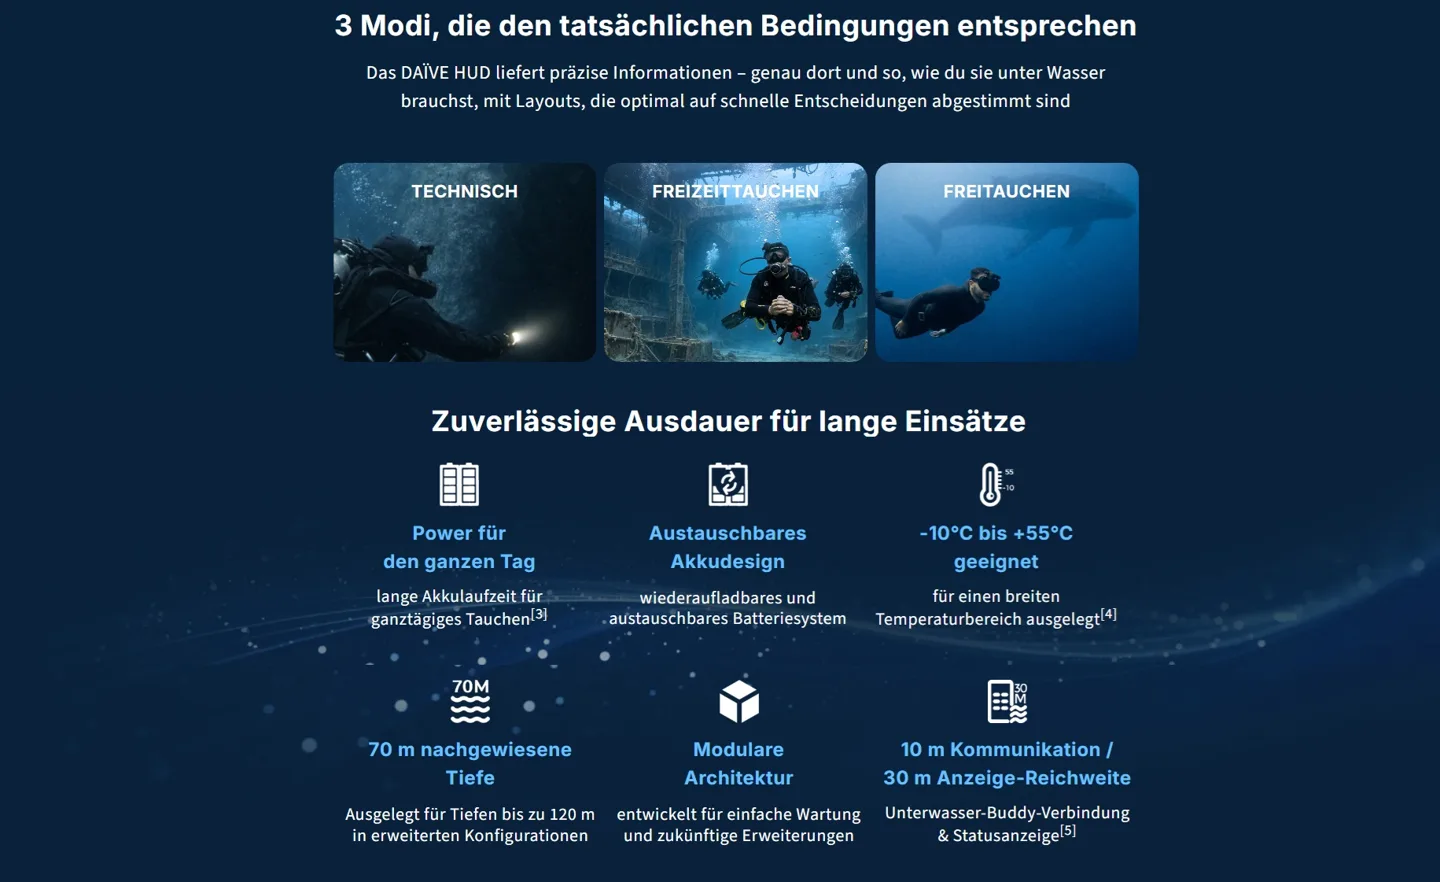 3 Modi, die den tatsächlichen Bedingungen entsprechen
Das DAÏVE HUD liefert präzise Informationen – genau dort und so, wie du sie unter Wasser
brauchst, mit Layouts, die optimal auf schnelle Entscheidungen abgestimmt sind
TECHNISCH
FREIZEITTAUCHEN
FREITAUCHEN
Zuverlässige Ausdauer für lange Einsätze
55
-10
Power für
den ganzen Tag
lange Akkulaufzeit für
ganztägiges Tauchen[3]
Austauschbares
Akkudesign
wiederaufladbares und
austauschbares Batteriesystem
-10°C bis +55°C
geeignet
für einen breiten
Temperaturbereich ausgelegt[4]
70M
70 m nachgewiesene
Tiefe
Ausgelegt für Tiefen bis zu 120 m
in erweiterten Konfigurationen
Modulare
Architektur
entwickelt für einfache Wartung
und zukünftige Erweiterungen
30
M
10 m Kommunikation /
30 m Anzeige-Reichweite
Unterwasser-Buddy-Verbindung
& Statusanzeige[5]